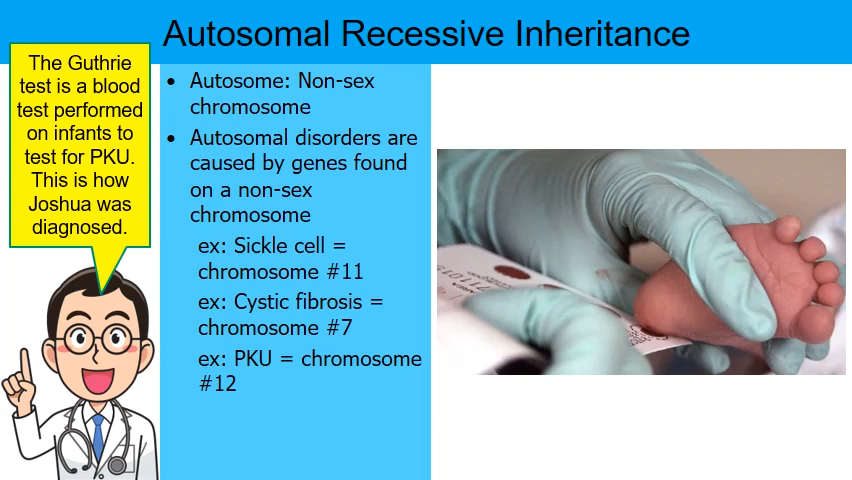 Autosomal Recessive Inheritance
The Guthrie
test is a blood
test performed
on infants to
test for PKU.
This is how
Joshua was
diagnosed.
• Autosome: Non-sex
chromosome
• Autosomal disorders are
caused by genes found
on a non-sex
chromosome
ex: Sickle cell =
chromosome #11
ex: Cystic fibrosis =
chromosome #7
ex: PKU = chromosome
#12